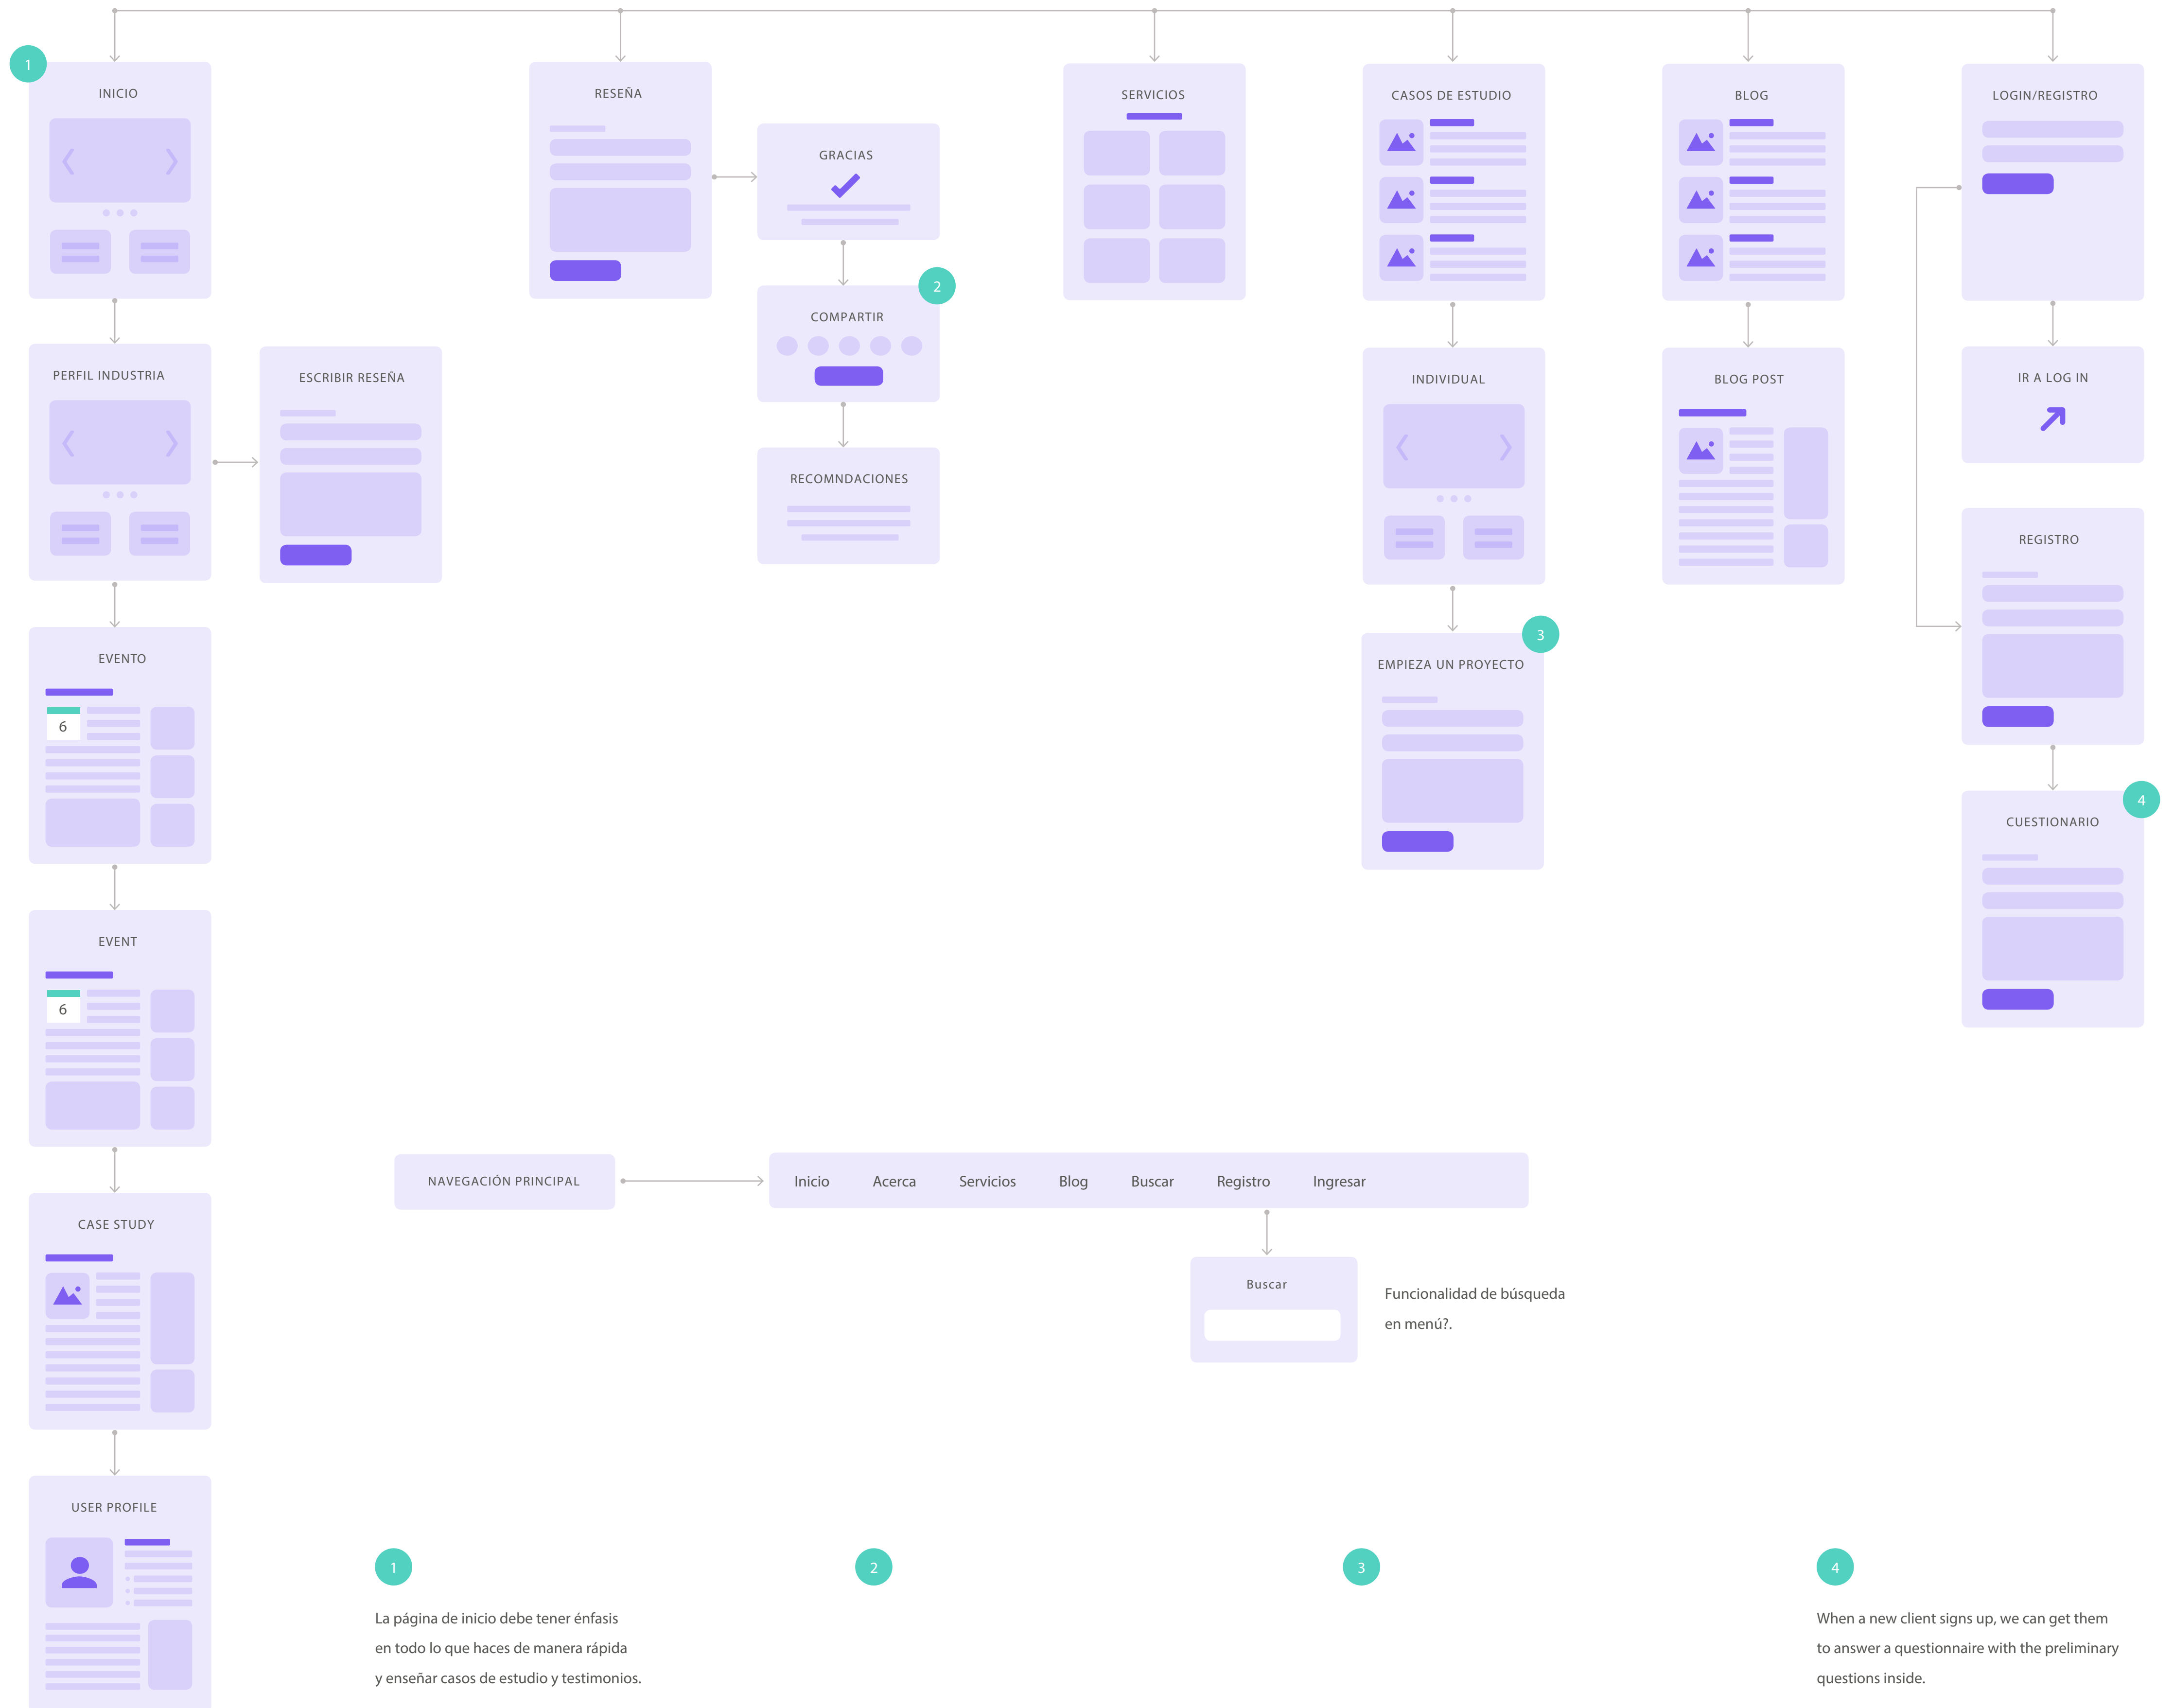 1
INICIO
RESEÑA
SERVICIOS
CASOS DE ESTUDIO
BLOG
LOGIN/REGISTRO
GRACIAS
2
COMPARTIR
PERFIL INDUSTRIA
ESCRIBIR RESEÑA
INDIVIDUAL
BLOG POST
IR A LOG IN
RECOMNDACIONES
REGISTRO
3
EVENTO
EMPIEZA UN PROYECTO
6
4
CUESTIONARIO
EVENT
6
NAVEGACIÓN PRINCIPAL
Inicio Acerca Servicios Blog Buscar Registro Ingresar
CASE STUDY
Buscar
Funcionalidad de búsqueda
en menú?.
USER PROFILE
1
La página de inicio debe tener énfasis
en todo lo que haces de manera rápida
y enseñar casos de estudio y testimonios.
2
3
4
When a new client signs up, we can get them
to answer a questionnaire with the preliminary
questions inside.